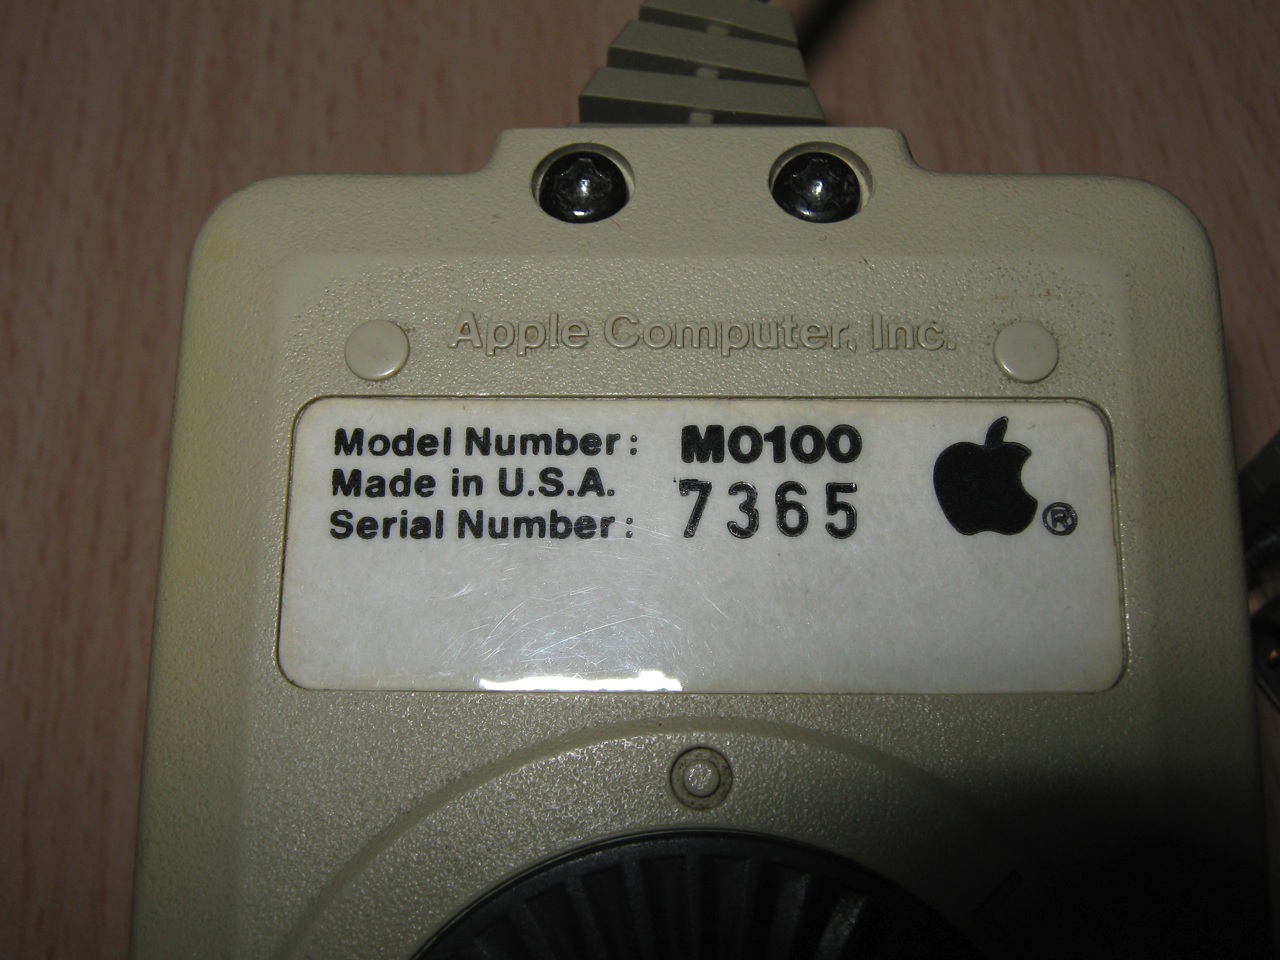 Apple Computer, Inc.
Model Number: M0100
Made in U.S.A.
Serial Number: 7365
®